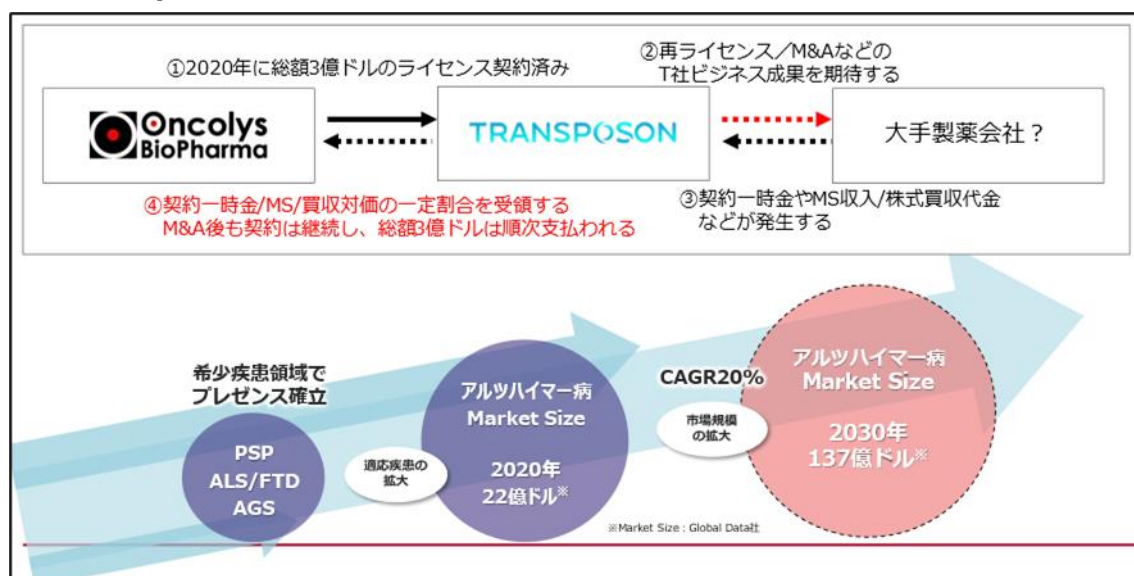 ①2020年に総額3億ドルのライセンス契約済み
②再ライセンス/M&Aなどの
T社ビジネス成果を期待する
Oncolys
BioPharma
TRANSPOSON
大手製薬会社?
④契約一時金/MS/買収対価の一定割合を受領する
M&A後も契約は継続し、総額3億ドルは順次支払われる
③契約一時金やMS収入/株式買収代金
などが発生する
希少疾患領域で
プレゼンス確立
PSP
ALS/FTD
AGS
適応疾患の
拡大
アルツハイマー病
Market Size
2020年
22億ドル※
CAGR20%
市場規模
の拡大
アルツハイマー病
Market Size
2030年
137億ドル※
※Market Size : Global Data社